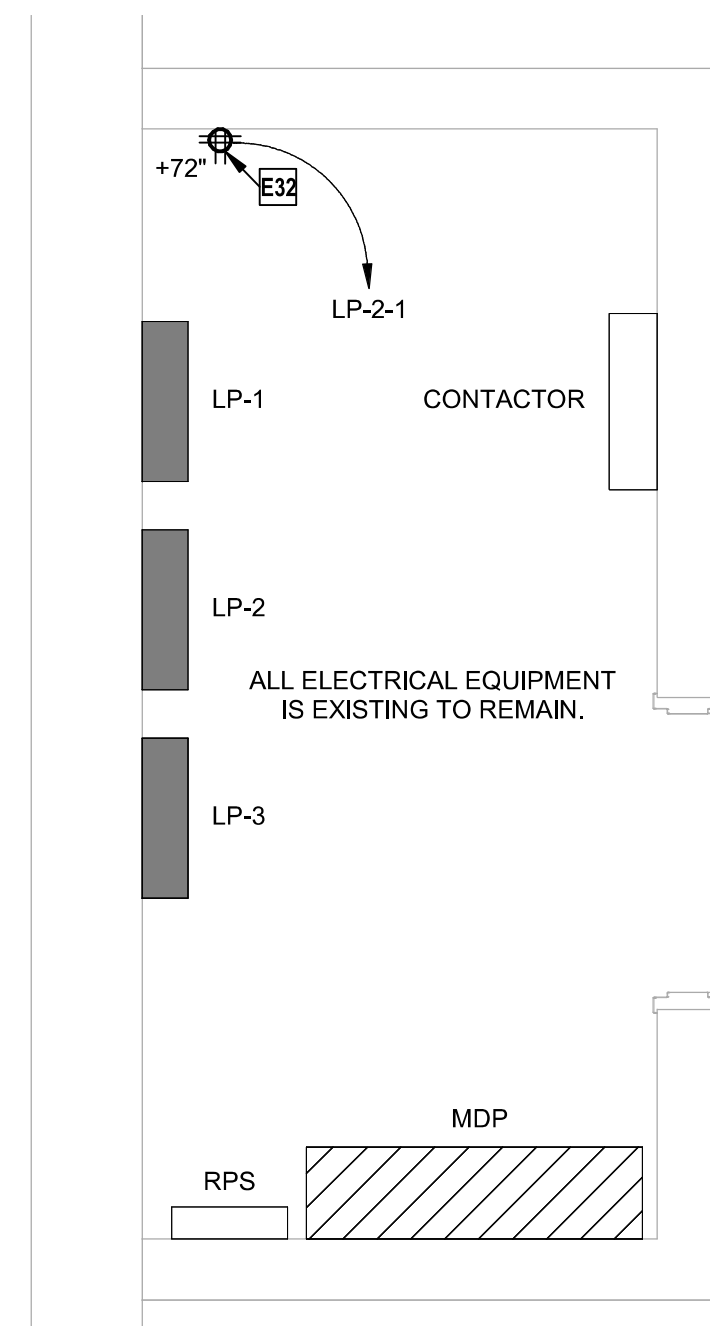 +72"
E32
LP-2-1
LP-1
CONTACTOR
LP-2
ALL ELECTRICAL EQUIPMENT
IS EXISTING TO REMAIN.
LP-3
MDP
RPS